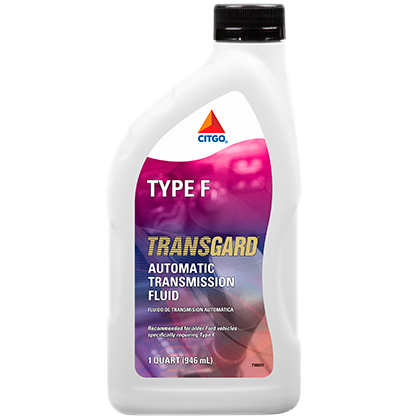 CITGO®
TYPE F
TRANSGARD
AUTOMATIC
TRANSMISSION
FLUID
FLUIDO DE TRANSMISIÓN AUTOMÁTICA
Recommended for older Ford vehicles
specifically requiring Type F.
1 QUART (946 mL)